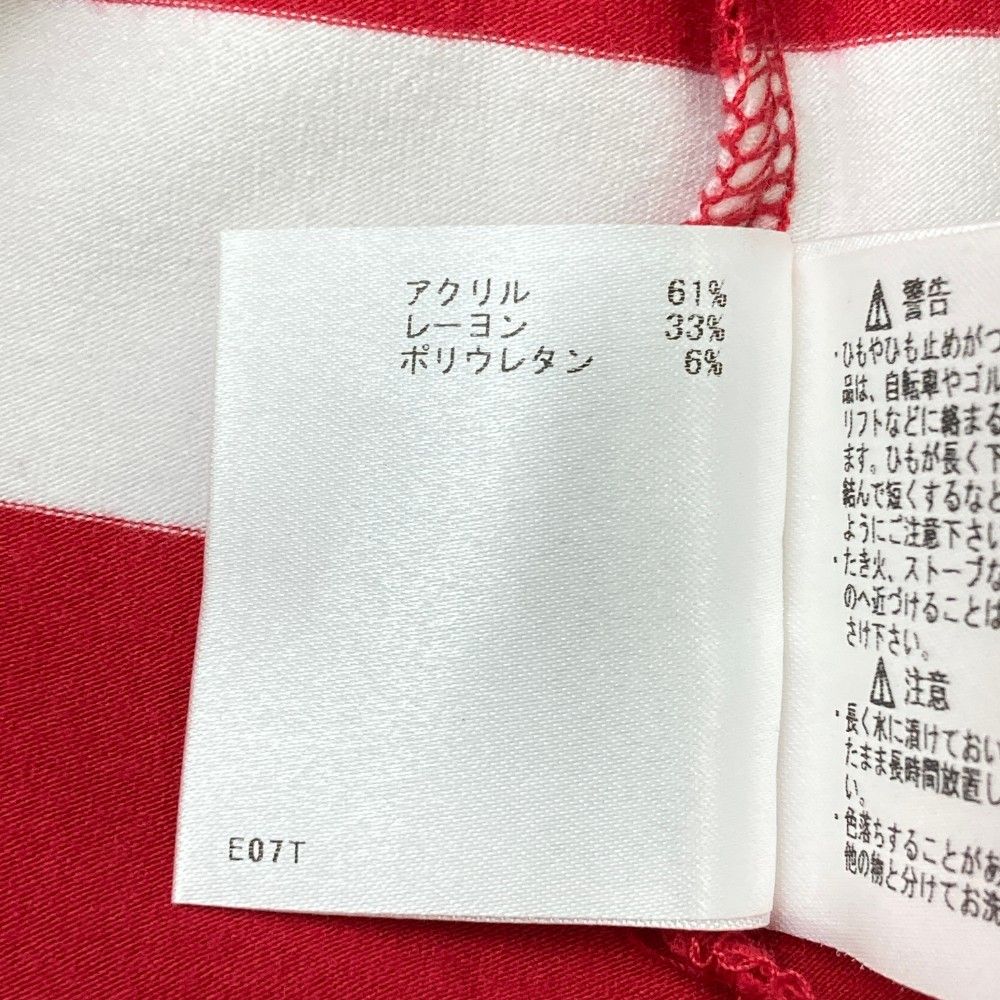 アクリル 61%
レーヨン 33%
ポリウレタン 6%
E07T
警告
・ひもやひも止めがつ
品は、自転車やゴル
リフトなどに絡まる
ます。ひもが長く下
結んで短くするなど
ようにご注意下さい
・たき火、ストーブな
のへ近づけることは
さけ下さい。
注意
・長く水に漬けておい
たまま長時間放置し
い。
・色落ちすることがあ
他の物と分けてお洗